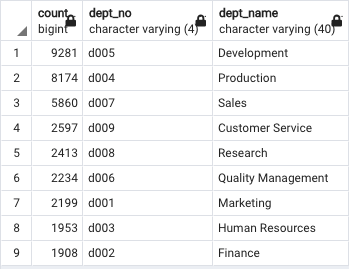 count dept_no dept_name
bigint character varying (4) character varying (40)
1 9281 d005 Development
2 8174 d004 Production
3 5860 d007 Sales
4 2597 d009 Customer Service
5 2413 d008 Research
6 2234 d006 Quality Management
7 2199 d001 Marketing
8 1953 d003 Human Resources
9 1908 d002 Finance